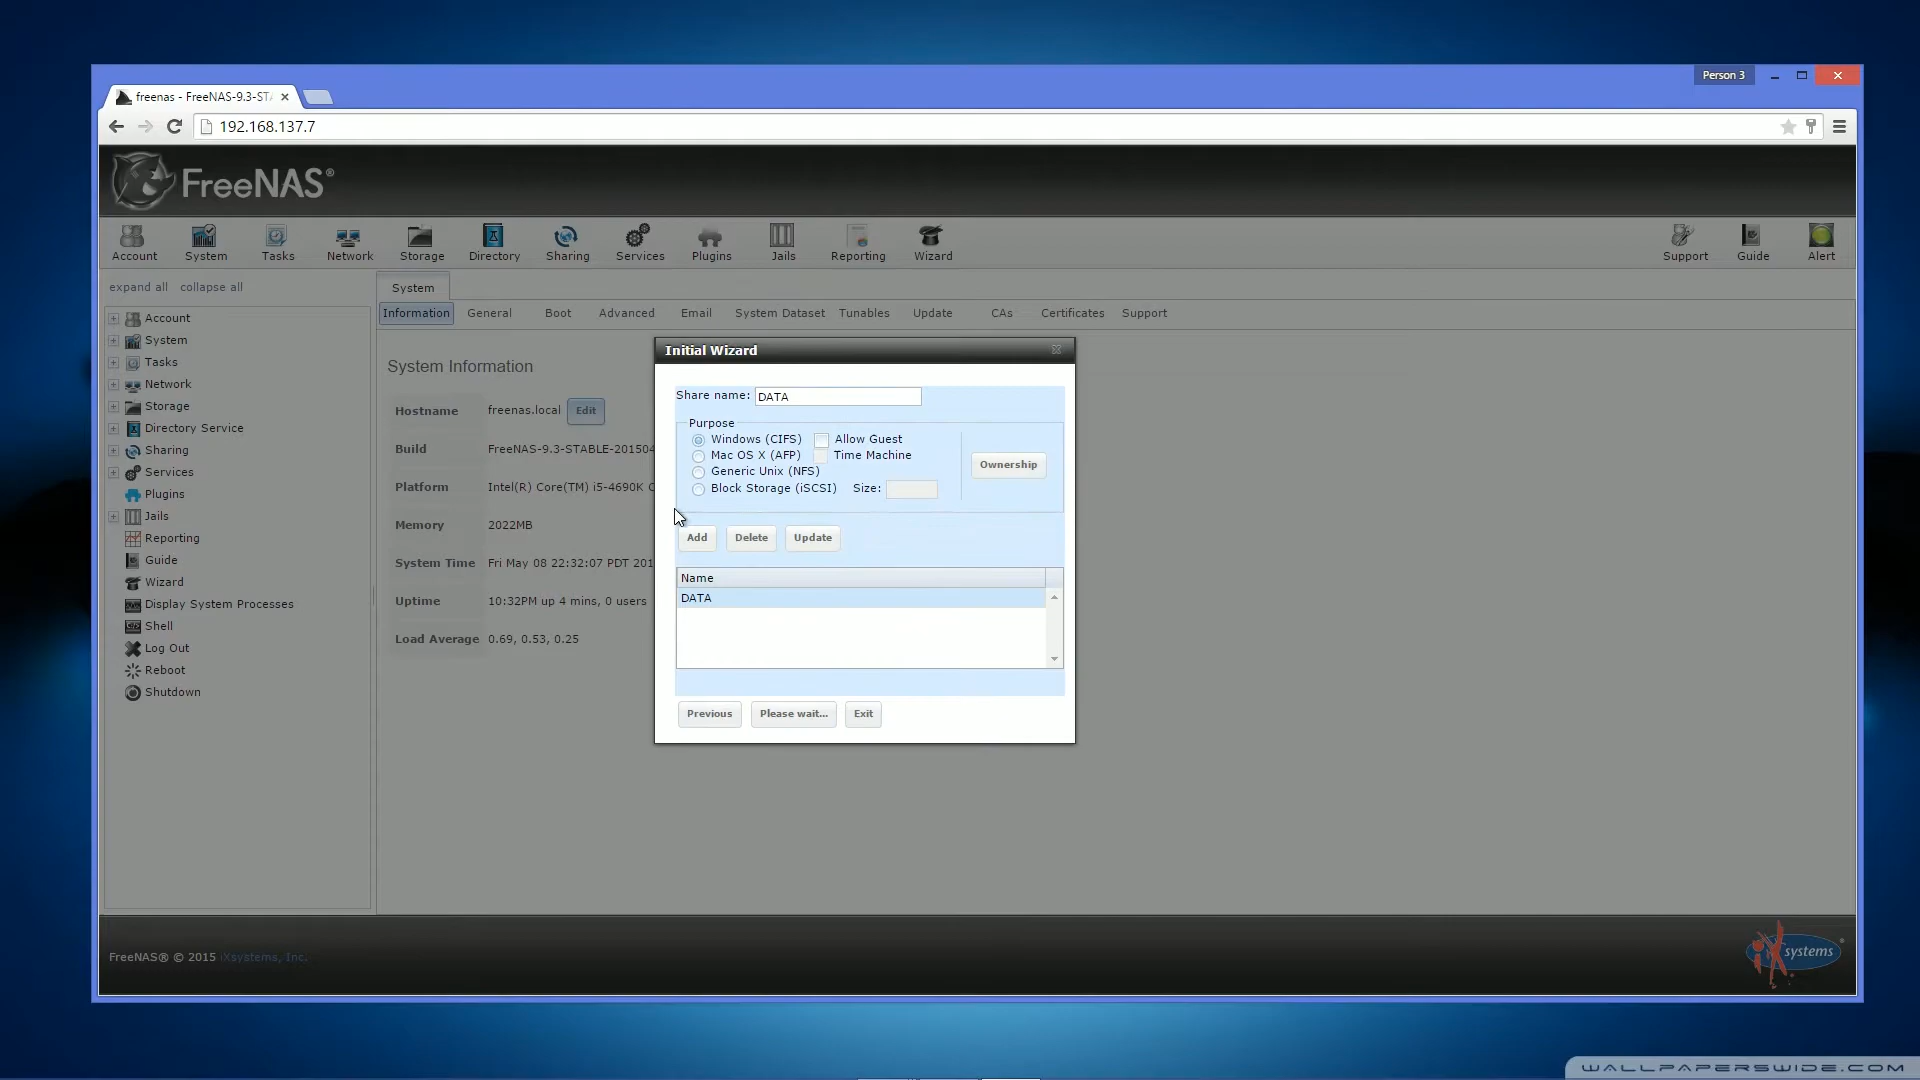 Person 3
freenas - FreeNAS-9.3-STA
192.168.137.7
FreeNAS®
Account
System
Tasks
Network
Storage
Directory
Sharing
Services
Plugins
Jails
Reporting
Wizard
Support
Guide
Alert
expand all collapse all
Account
System
Tasks
Network
Storage
Directory Service
Sharing
Services
Plugins
Jails
Reporting
Guide
Wizard
Display System Processes
Shell
Log Out
Reboot
Shutdown
System
Information General Boot Advanced Email System Dataset Tunables Update CAs Certificates Support
System Information
Hostname freenas.local Edit
Build FreeNAS-9.3-STABLE-201504
Platform Intel(R) Core(TM) i5-4690K C
Memory 2022MB
System Time Fri May 08 22:32:07 PDT 201
Uptime 10:32PM up 4 mins, 0 users
Load Average 0.69, 0.53, 0.25
Initial Wizard
Share name: DATA
Purpose
Windows (CIFS) Allow Guest
Mac OS X (AFP) Time Machine
Generic Unix (NFS)
Block Storage (iSCSI) Size:
Ownership
Add Delete Update
Name
DATA
Previous Please wait... Exit
FreeNAS® © 2015 iXsystems, Inc.
iXsystems
WALLPAPERSWIDE.COM